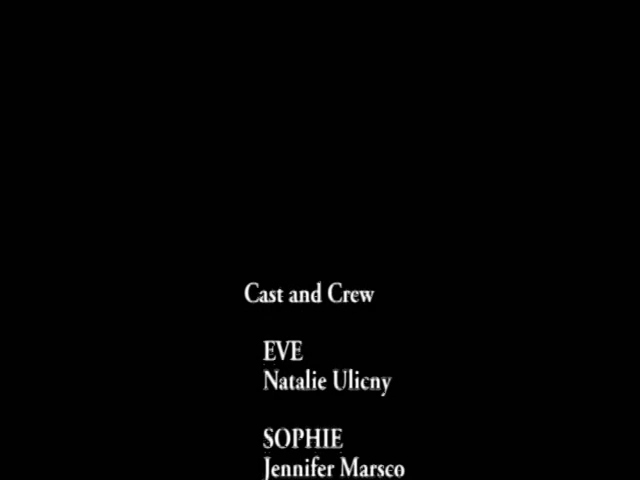 Cast and Crew
EVE
Natalie Ulicny
SOPHIE
Jennifer Marsco